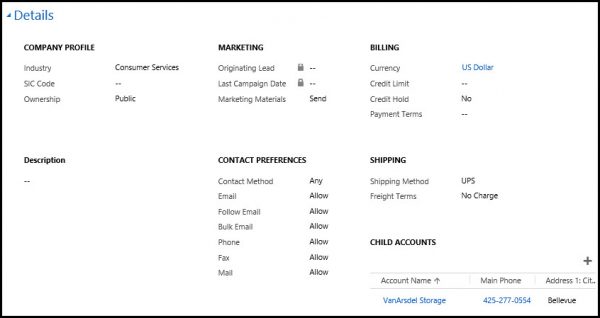 Details
COMPANY PROFILE
Industry Consumer Services
SIC Code --
Ownership Public
MARKETING
Originating Lead --
Last Campaign Date --
Marketing Materials Send
BILLING
Currency US Dollar
Credit Limit --
Credit Hold No
Payment Terms --
Description
--
CONTACT PREFERENCES
Contact Method Any
Email Allow
Follow Email Allow
Bulk Email Allow
Phone Allow
Fax Allow
Mail Allow
SHIPPING
Shipping Method UPS
Freight Terms No Charge
CHILD ACCOUNTS
Account Name ↑ Main Phone Address 1: Cit..
VanArsdel Storage 425-277-0554 Bellevue